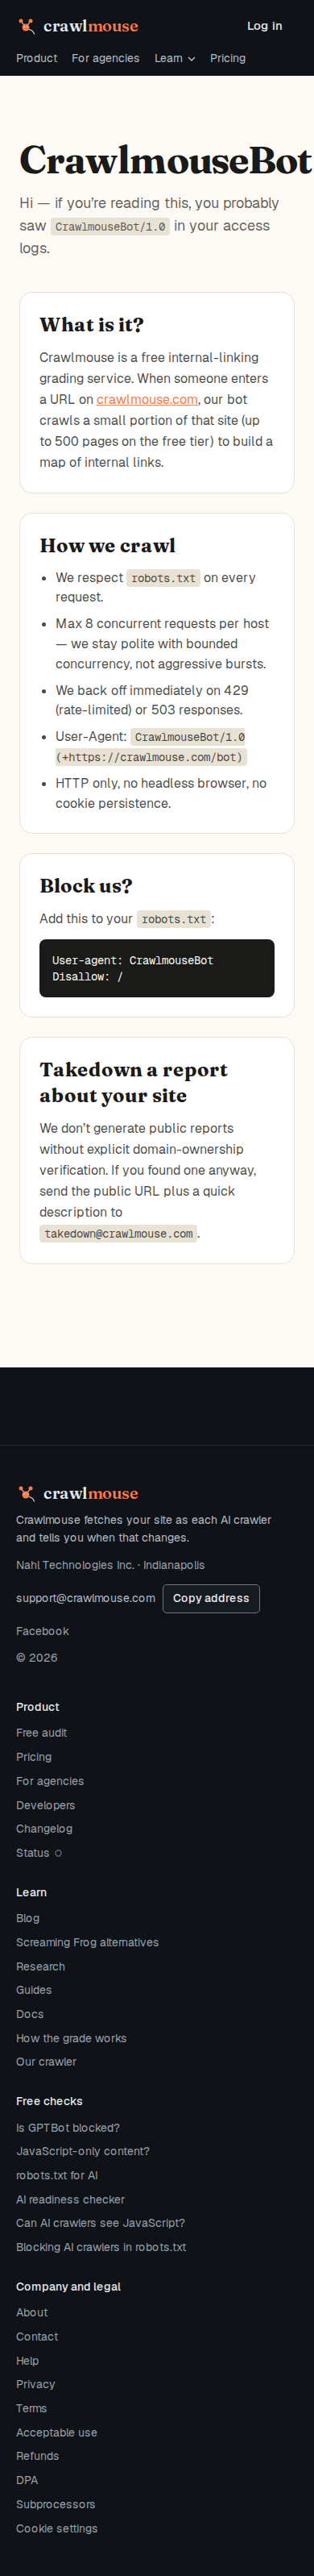 crawlmouse
Log in
Product For agencies Learn Pricing
CrawlmouseBot
Hi — if you’re reading this, you probably
saw CrawlmouseBot/1.0 in your access
logs.
What is it?
Crawlmouse is a free internal-linking
grading service. When someone enters
a URL on crawlmouse.com, our bot
crawls a small portion of that site (up
to 500 pages on the free tier) to build a
map of internal links.
How we crawl
• We respect robots.txt on every
request.
• Max 8 concurrent requests per host
— we stay polite with bounded
concurrency, not aggressive bursts.
• We back off immediately on 429
(rate-limited) or 503 responses.
• User-Agent: CrawlmouseBot/1.0
(+https://crawlmouse.com/bot)
• HTTP only, no headless browser, no
cookie persistence.
Block us?
Add this to your robots.txt:
User-agent: CrawlmouseBot
Disallow: /
Takedown a report
about your site
We don’t generate public reports
without explicit domain-ownership
verification. If you found one anyway,
send the public URL plus a quick
description to
takedown@crawlmouse.com.
crawlmouse
Crawlmouse fetches your site as each AI crawler
and tells you when that changes.
Nahl Technologies Inc. · Indianapolis
support@crawlmouse.com Copy address
Facebook
© 2026
Product
Free audit
Pricing
For agencies
Developers
Changelog
Status
Learn
Blog
Screaming Frog alternatives
Research
Guides
Docs
How the grade works
Our crawler
Free checks
Is GPTBot blocked?
JavaScript-only content?
robots.txt for AI
AI readiness checker
Can AI crawlers see JavaScript?
Blocking AI crawlers in robots.txt
Company and legal
About
Contact
Help
Privacy
Terms
Acceptable use
Refunds
DPA
Subprocessors
Cookie settings